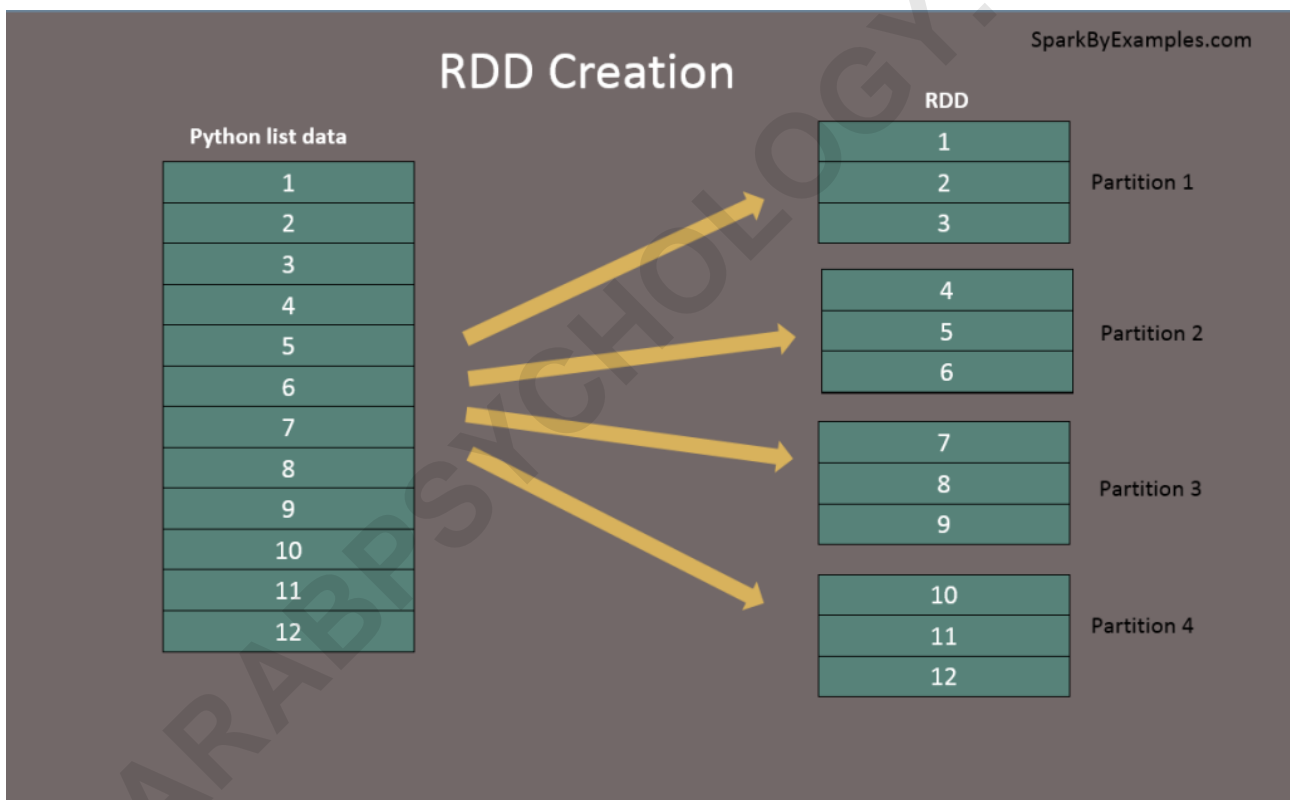 SparkByExamples.com
RDD Creation
Python list data
1
2
3
4
5
6
7
8
9
10
11
12
RDD
1
2
3
Partition 1
4
5
6
Partition 2
7
8
9
Partition 3
10
11
12
Partition 4
ARABPSYCHOLOGY.